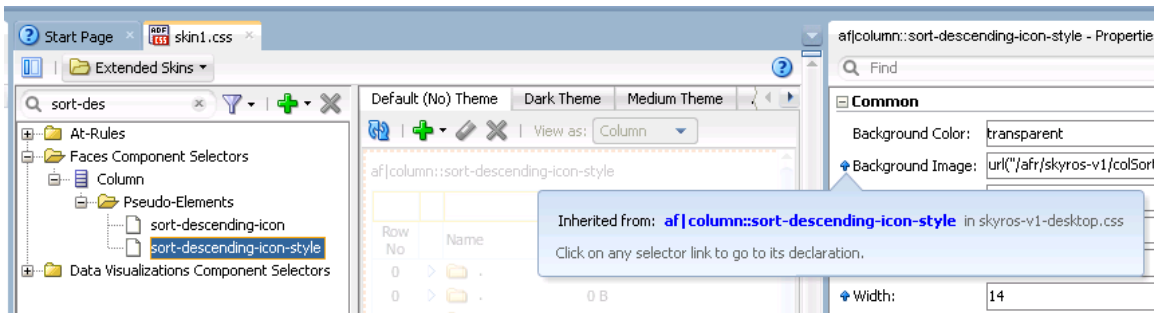 Start Page
ADF CSS skin1.css
af|column::sort-descending-icon-style - Propertie
Extended Skins
Find
sort-des
Default (No) Theme Dark Theme Medium Theme
Common
At-Rules
View as: Column
Background Color: transparent
Faces Component Selectors
af|column::sort-descending-icon-style
Background Image: url("/afr/skyros-v1/colSort
Column
Pseudo-Elements
Inherited from: af|column::sort-descending-icon-style in skyros-v1-desktop.css
Click on any selector link to go to its declaration.
sort-descending-icon
Row No
Name
sort-descending-icon-style
Data Visualizations Component Selectors
0 .
0 . 0 B
Width: 14